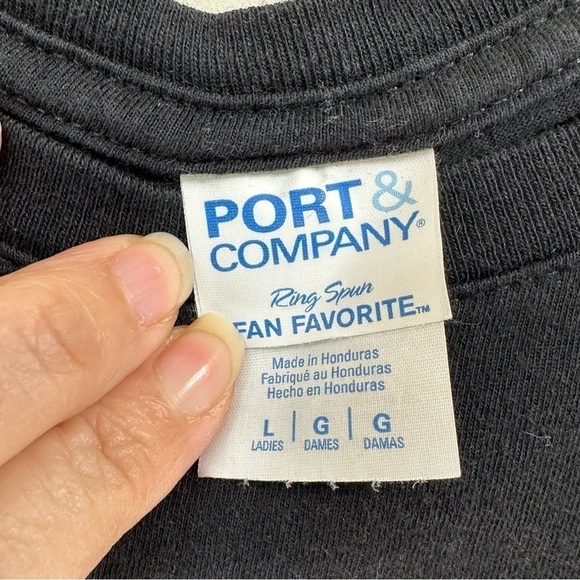 PORT &
COMPANY®
Ring Spun
FAN FAVORITE™
Made in Honduras
Fabriqué au Honduras
Hecho en Honduras
L | G | G
LADIES | DAMES | DAMAS